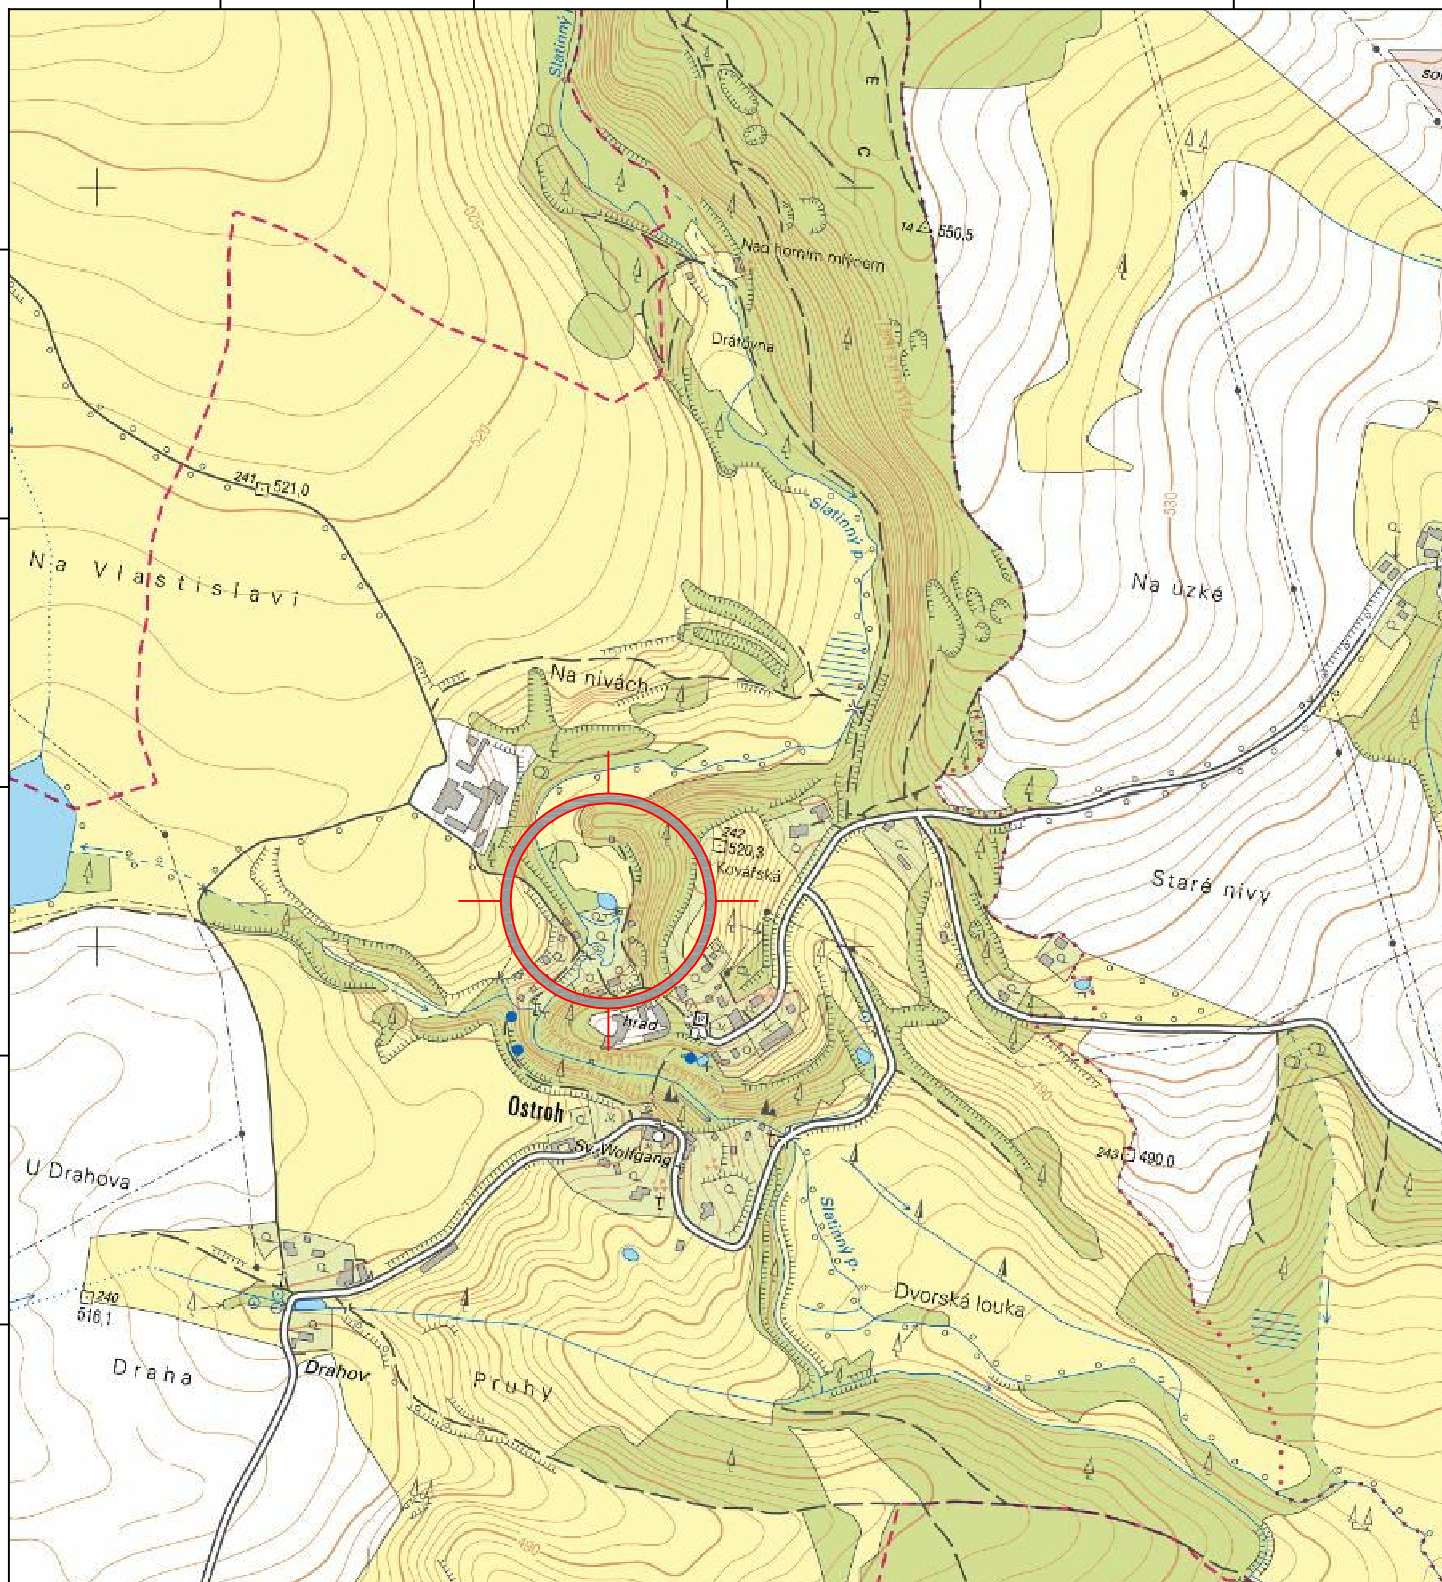 Slatinný
E
C
520
14 550,5
Nad horním mlýnem
Drátovna
520
241 521,0
Slatinný p.
530
Na Vlastislavi
Na úzké
Na nivách
242
520,3
Kovářská
Staré nivy
hrad
490
Ostroh
Sv. Wolfgang
243 490,0
U Drahova
Slatinný p.
240
516,1
Dvorská louka
Draha
Drahov
Pruhy
490